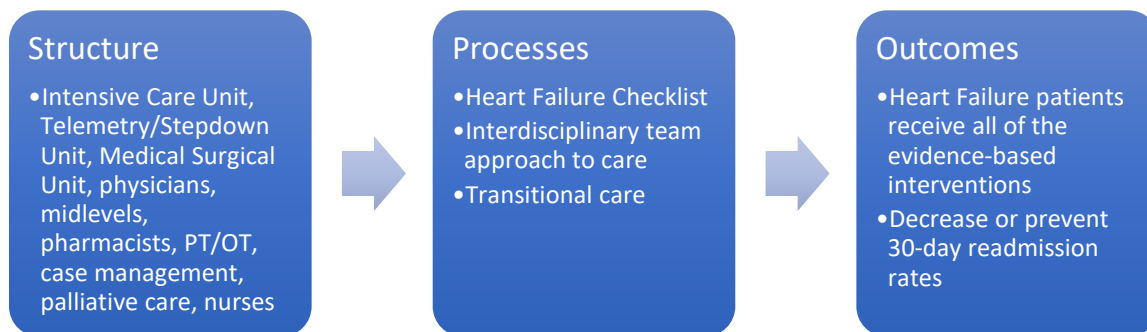 Structure
•Intensive Care Unit,
Telemetry/Stepdown
Unit, Medical Surgical
Unit, physicians,
midlevels,
pharmacists, PT/OT,
case management,
palliative care, nurses
Processes
•Heart Failure Checklist
•Interdisciplinary team
approach to care
•Transitional care
Outcomes
•Heart Failure patients
receive all of the
evidence-based
interventions
•Decrease or prevent
30-day readmission
rates